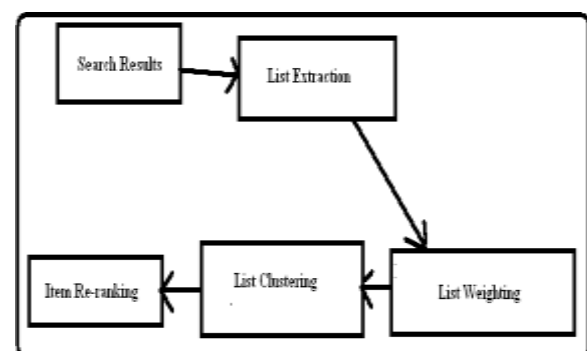 Search Results
List Extraction
List Weighting
List Clustering
Item Re-ranking